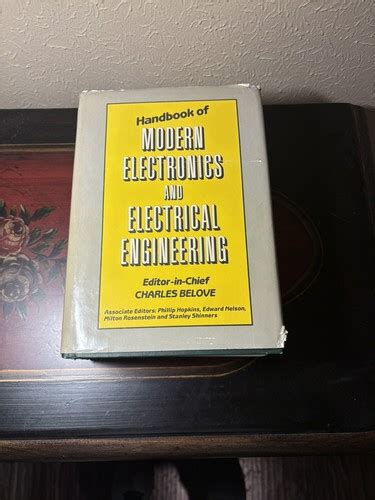 Handbook of
MODERN
ELECTRONICS
AND
ELECTRICAL
ENGINEERING
Editor-in-Chief
CHARLES BELOVE
Associate Editors: Phillip Hopkins, Edward Nelson,
Milton Rosenstein and Stanley Shinners